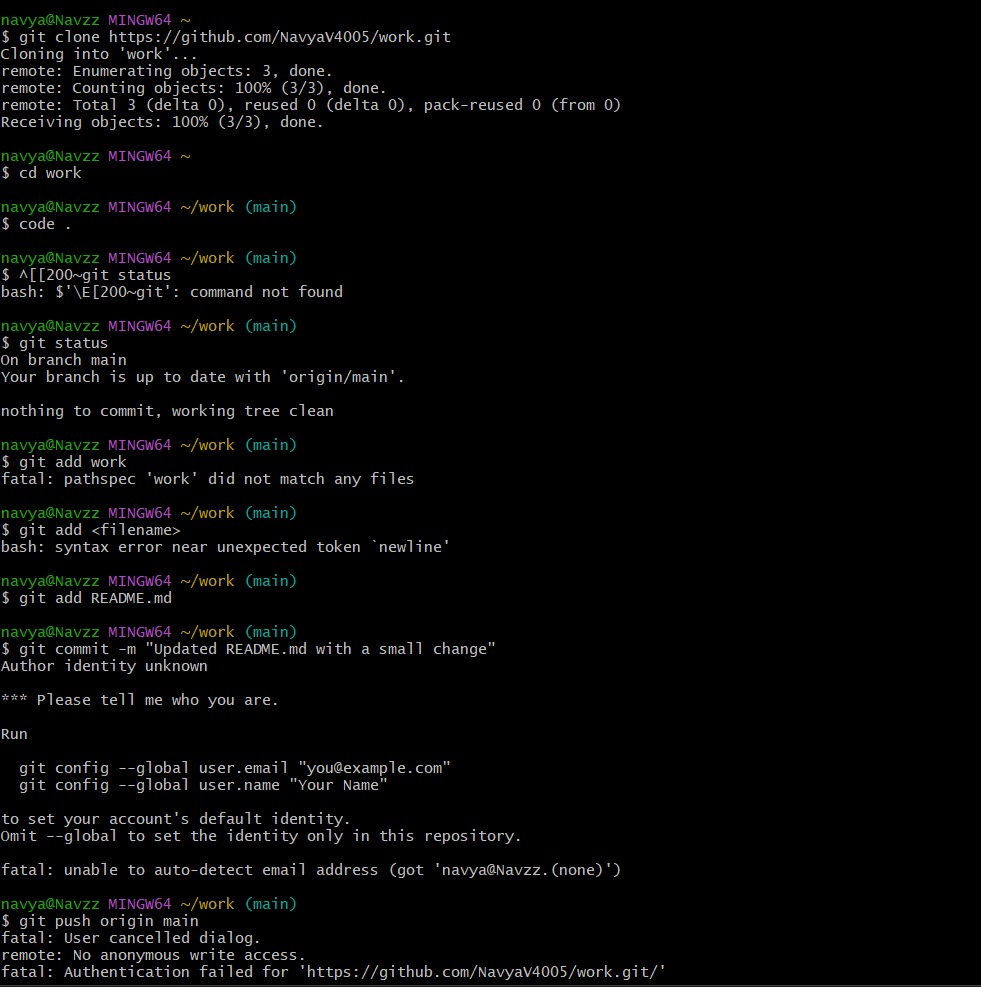 navya@Navzz MINGW64 ~
$ git clone https://github.com/NavyaV4005/work.git
Cloning into 'work'...
remote: Enumerating objects: 3, done.
remote: Counting objects: 100% (3/3), done.
remote: Total 3 (delta 0), reused 0 (delta 0), pack-reused 0 (from 0)
Receiving objects: 100% (3/3), done.
navya@Navzz MINGW64 ~
$ cd work
navya@Navzz MINGW64 ~/work (main)
$ code .
navya@Navzz MINGW64 ~/work (main)
$ ^[[200~git status
bash: $'\E[200~git': command not found
navya@Navzz MINGW64 ~/work (main)
$ git status
On branch main
Your branch is up to date with 'origin/main'.
nothing to commit, working tree clean
navya@Navzz MINGW64 ~/work (main)
$ git add work
fatal: pathspec 'work' did not match any files
navya@Navzz MINGW64 ~/work (main)
$ git add <filename>
bash: syntax error near unexpected token `newline'
navya@Navzz MINGW64 ~/work (main)
$ git add README.md
navya@Navzz MINGW64 ~/work (main)
$ git commit -m "Updated README.md with a small change"
Author identity unknown
*** Please tell me who you are.
Run
git config --global user.email "you@example.com"
git config --global user.name "Your Name"
to set your account's default identity.
Omit --global to set the identity only in this repository.
fatal: unable to auto-detect email address (got 'navya@Navzz.(none)')
navya@Navzz MINGW64 ~/work (main)
$ git push origin main
fatal: User cancelled dialog.
remote: No anonymous write access.
fatal: Authentication failed for 'https://github.com/NavyaV4005/work.git/'